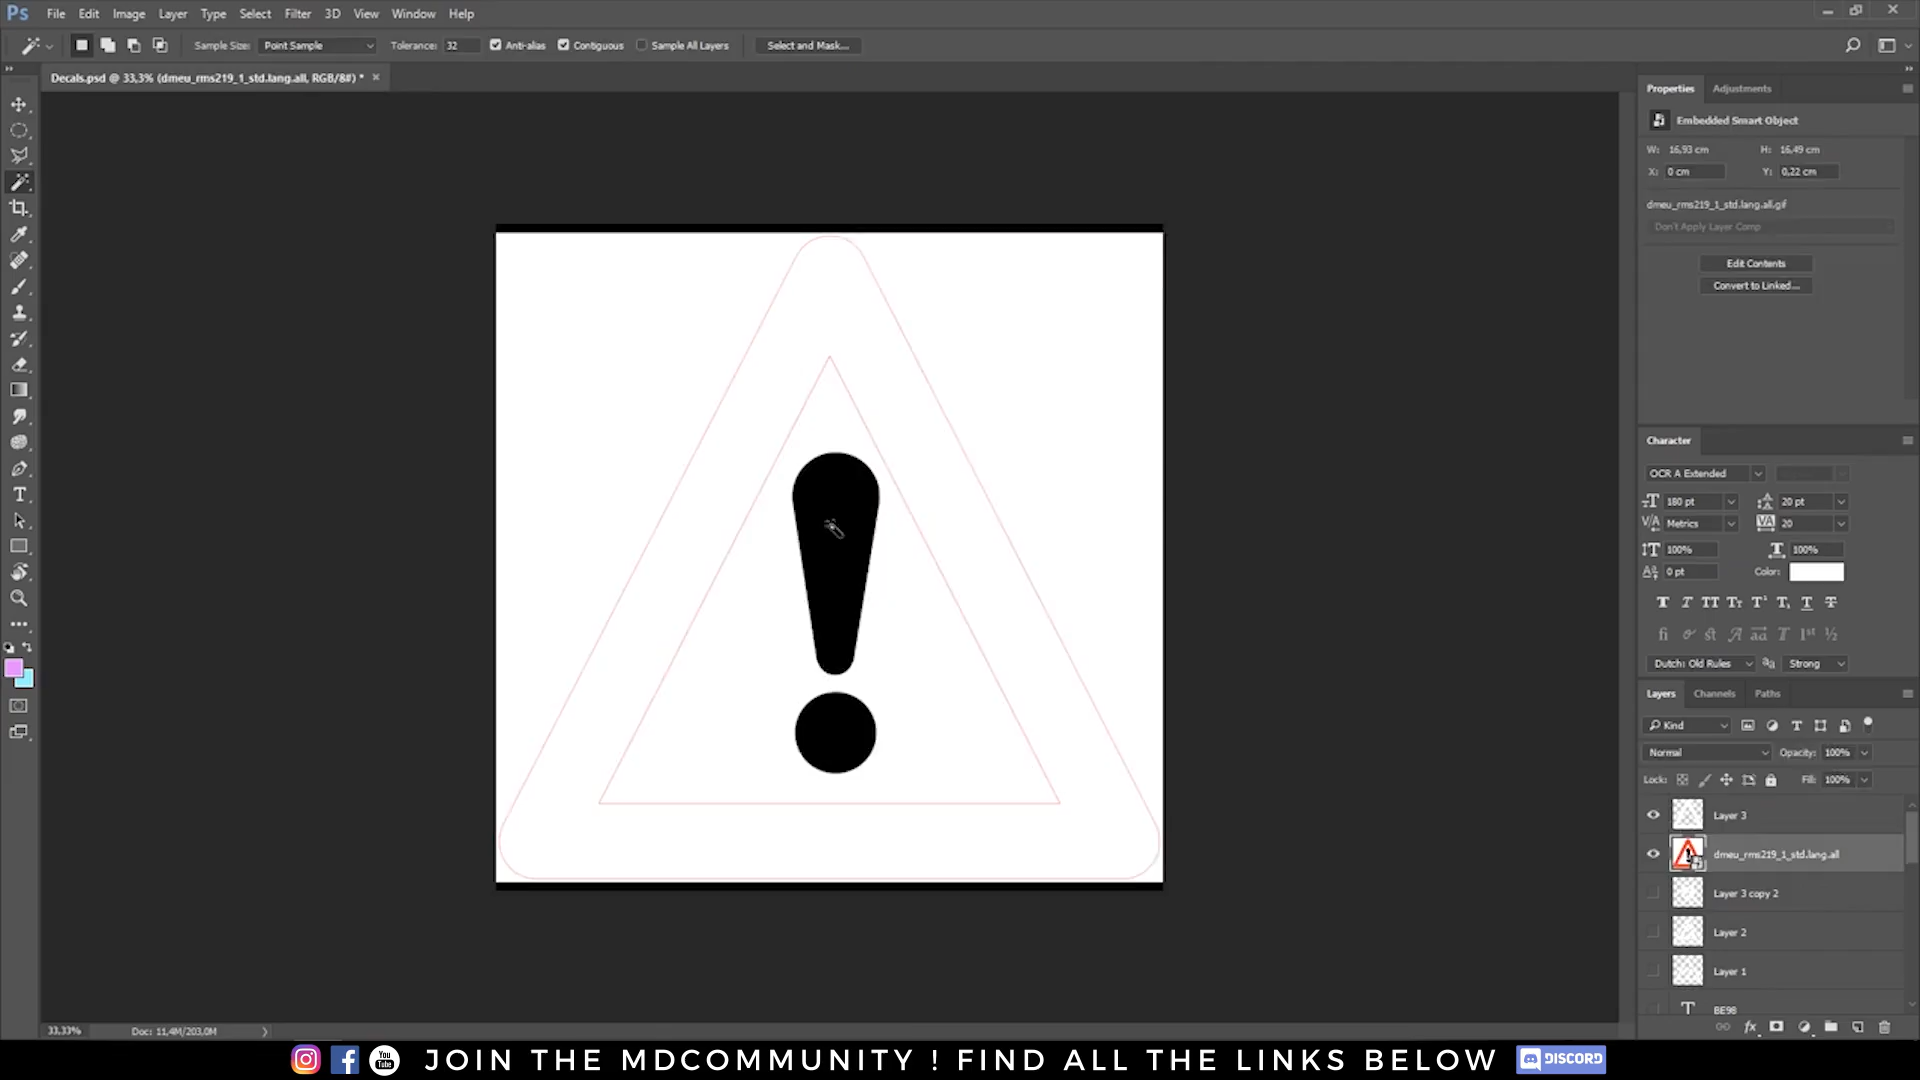 Ps File Edit Image Layer Type Select Filter 3D View Window Help
Sample Size: Point Sample Tolerance: 32 Anti-alias Contiguous Sample All Layers Select and Mask...
Decals.psd @ 33,3% (dmeu_rms219_1_std.lang.all, RGB/8#) * ×
Properties Adjustments
Embedded Smart Object
W: 16,93 cm H: 16,49 cm
X: 0 cm Y: 0,22 cm
dmeu_rms219_1_std.lang.all.gif
Don't Apply Layer Comp
Edit Contents
Convert to Linked...
Character
OCR A Extended
180 pt 20 pt
Metrics 20
100% 100%
0 pt Color:
Dutch: Old Rules aa Strong
Layers Channels Paths
Kind
Normal Opacity: 100%
Lock: Fill: 100%
Layer 3
dmeu_rms219_1_std.lang.all
Layer 3 copy 2
Layer 2
Layer 1
BE98
33,33% Doc: 11,4M/203,0M
You Tube JOIN THE MDCOMMUNITY ! FIND ALL THE LINKS BELOW DISCORD